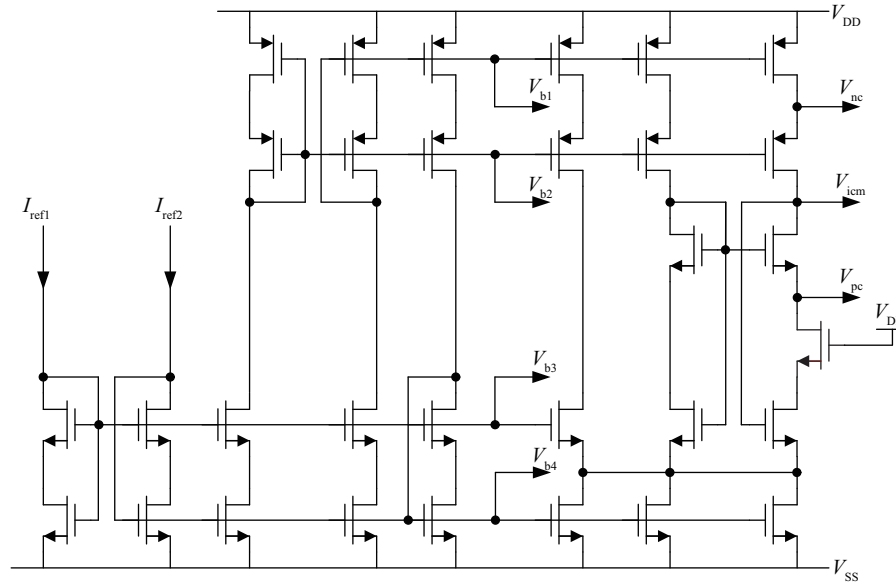 V_DD
V_nc
V_b1
V_b2
V_icm
I_ref1
I_ref2
V_pc
V_D
V_b3
V_b4
V_SS